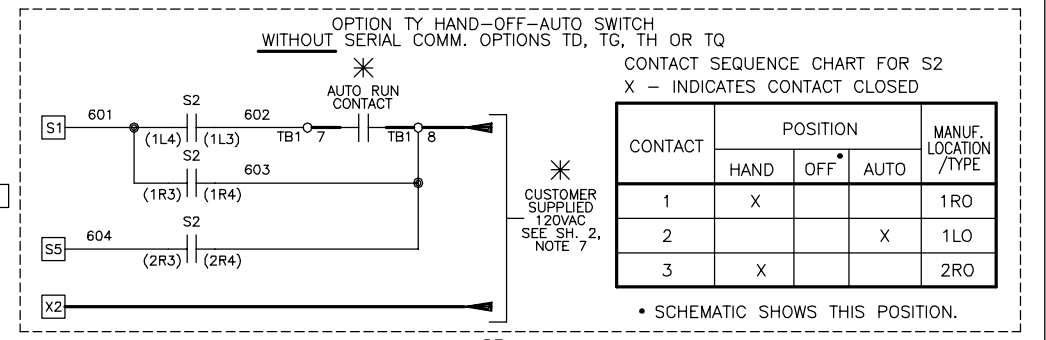 OPTION TY HAND-OFF-AUTO SWITCH
WITHOUT SERIAL COMM. OPTIONS TD, TG, TH OR TQ
AUTO RUN
CONTACT
S1
601
S2
602
(1L4)
(1L3)
TB1
7
TB1
8
S2
603
(1R3)
(1R4)
S5
604
S2
(2R3)
(2R4)
X2
CUSTOMER
SUPPLIED
120VAC
SEE SH. 2,
NOTE 7
CONTACT SEQUENCE CHART FOR S2
X - INDICATES CONTACT CLOSED
CONTACT
POSITION
MANUF.
LOCATION
/TYPE
HAND
OFF•
AUTO
1 X 1RO
2 X 1LO
3 X 2RO
• SCHEMATIC SHOWS THIS POSITION.